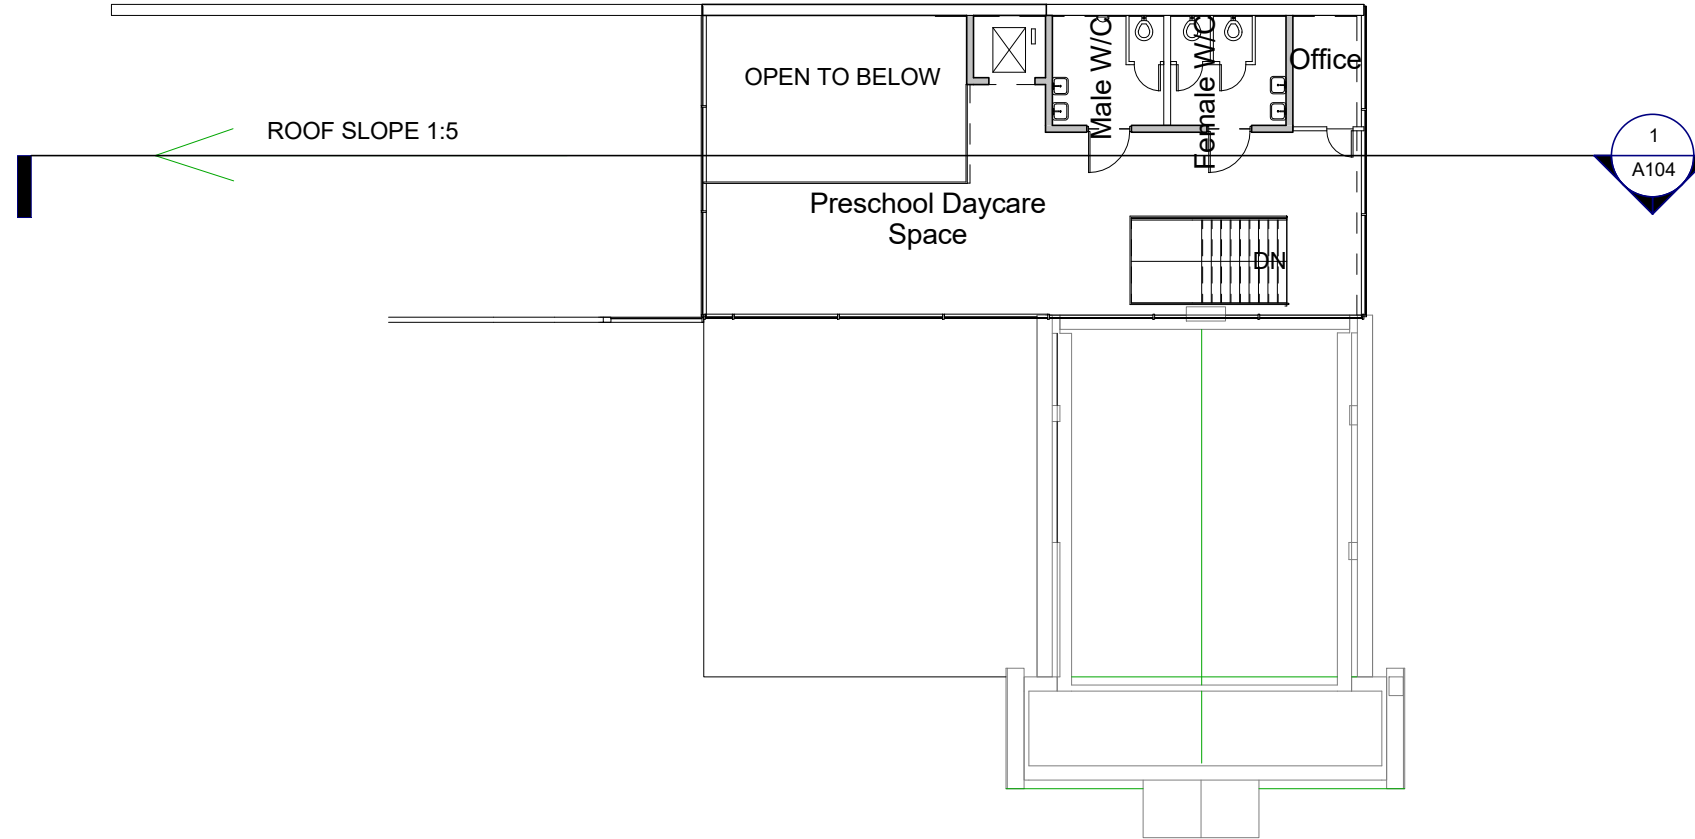 OPEN TO BELOW
Male W/C
Female W/C
Office
ROOF SLOPE 1:5
1
A104
Preschool Daycare
Space
DN